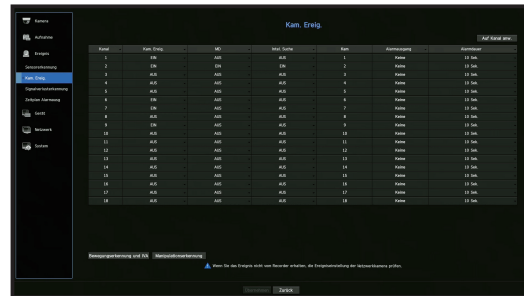 Kam. Ereig.
Kamera
Aufnahme
Ereignis
Sensorerkennung
Kam. Ereig.
Signalverlusterkennung
Zeitplan Alarmausg.
Gerät
Netzwerk
System
Auf Kanal anw.
Kanal Kam. Ereig. MD Intel. Suche Kam. Alarmausgang Alarmdauer
1 EIN AUS AUS 1 Keine 10 Sek.
2 EIN EIN EIN 2 Keine 10 Sek.
3 AUS AUS AUS 3 Keine 10 Sek.
4 AUS AUS AUS 4 Keine 10 Sek.
5 AUS AUS AUS 5 Keine 10 Sek.
6 EIN AUS AUS 6 Keine 10 Sek.
7 EIN AUS AUS 7 Keine 10 Sek.
8 AUS AUS AUS 8 Keine 10 Sek.
9 EIN AUS AUS 9 Keine 10 Sek.
10 AUS AUS AUS 10 Keine 10 Sek.
11 AUS AUS AUS 11 Keine 10 Sek.
12 AUS AUS AUS 12 Keine 10 Sek.
13 AUS AUS AUS 13 Keine 10 Sek.
14 AUS AUS AUS 14 Keine 10 Sek.
15 AUS AUS AUS 15 Keine 10 Sek.
16 AUS AUS AUS 16 Keine 10 Sek.
17 AUS AUS AUS 17 Keine 10 Sek.
18 AUS AUS AUS 18 Keine 10 Sek.
Bewegungserkennung und IVA Manipulationserkennung
Wenn Sie das Ereignis nicht vom Recorder erhalten, die Ereigniseinstellung der Netzwerkkamera prüfen.
Übernehmen Zurück